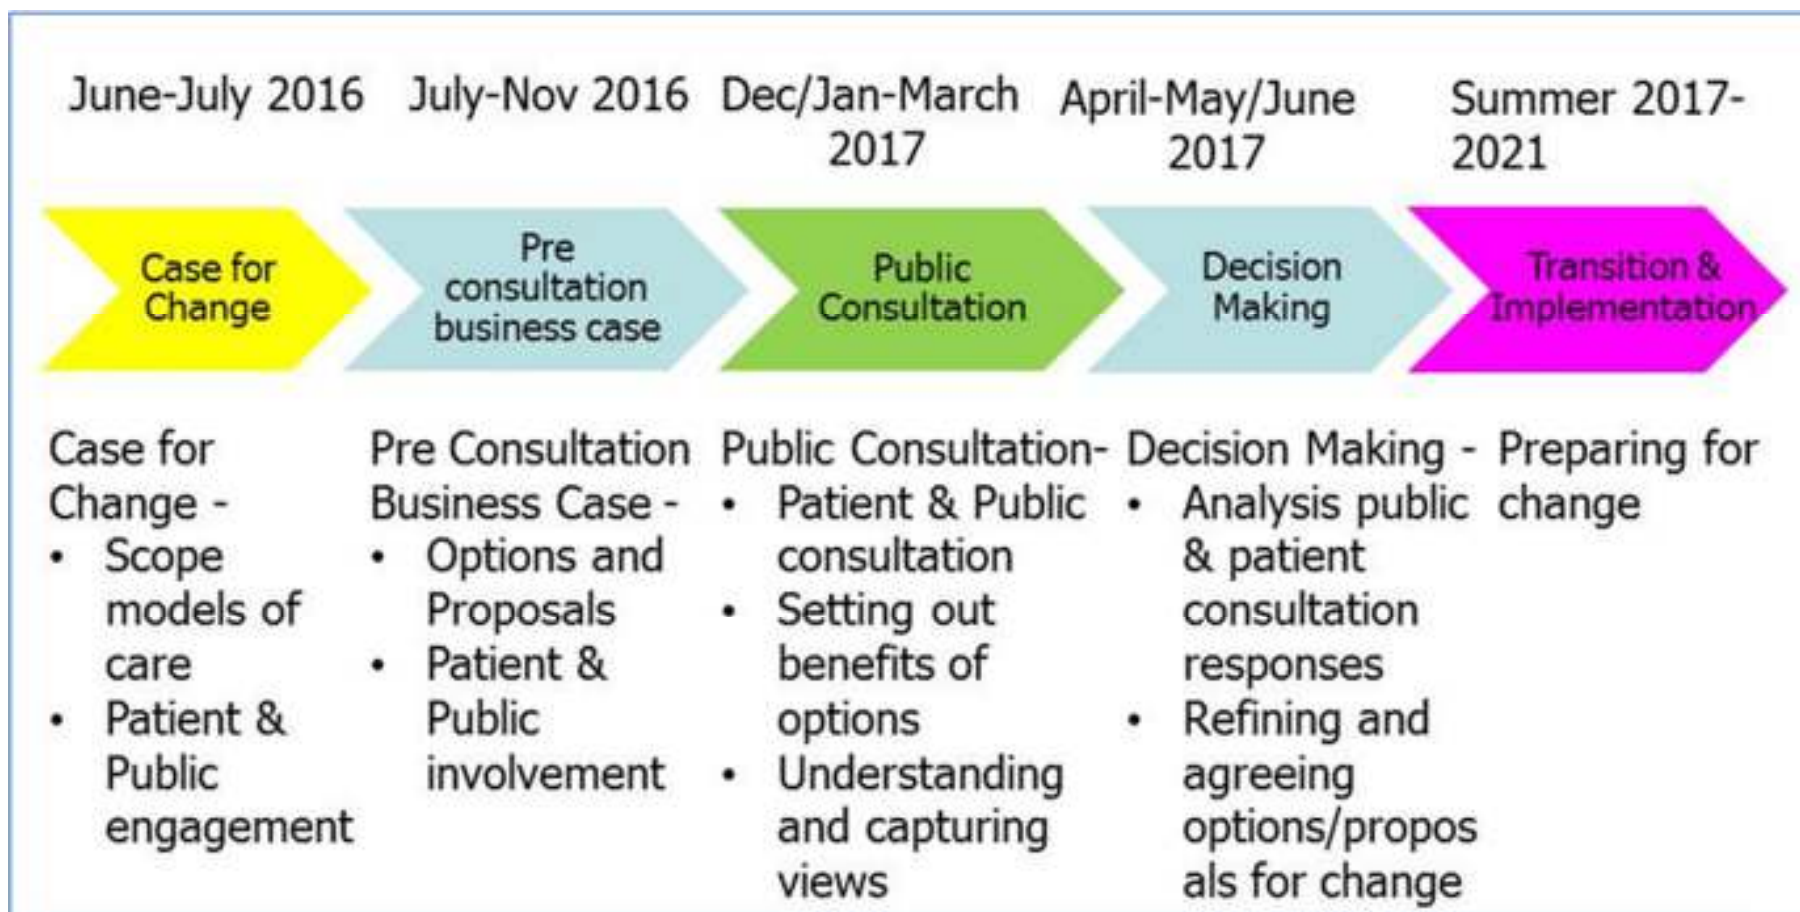 June-July 2016
July-Nov 2016
Dec/Jan-March
2017
April-May/June
2017
Summer 2017-
2021
Case for
Change
Pre
consultation
business case
Public
Consultation
Decision
Making
Transition &
Implementation
Case for
Change -
• Scope
models of
care
• Patient &
Public
engagement
Pre Consultation
Business Case -
• Options and
Proposals
• Patient &
Public
involvement
Public Consultation-
• Patient & Public
consultation
• Setting out
benefits of
options
• Understanding
and capturing
views
Decision Making -
• Analysis public
& patient
consultation
responses
• Refining and
agreeing
options/propos
als for change
Preparing for
change